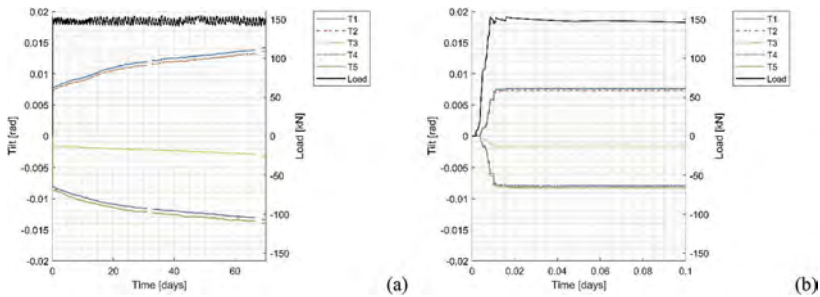 0.02
0.015
0.01
0.005
0
-0.005
-0.01
-0.015
-0.02
Tilt [rad]
0
20
40
60
Time [days]
150
100
50
0
-50
-100
-150
Load [kN]
T1
T2
T3
T4
T5
Load
(a)
0.02
0.015
0.01
0.005
0
-0.005
-0.01
-0.015
-0.02
Tilt [rad]
0
0.02
0.04
0.06
0.08
0.1
Time [days]
150
100
50
0
-50
-100
-150
Load [kN]
T1
T2
T3
T4
T5
Load
(b)